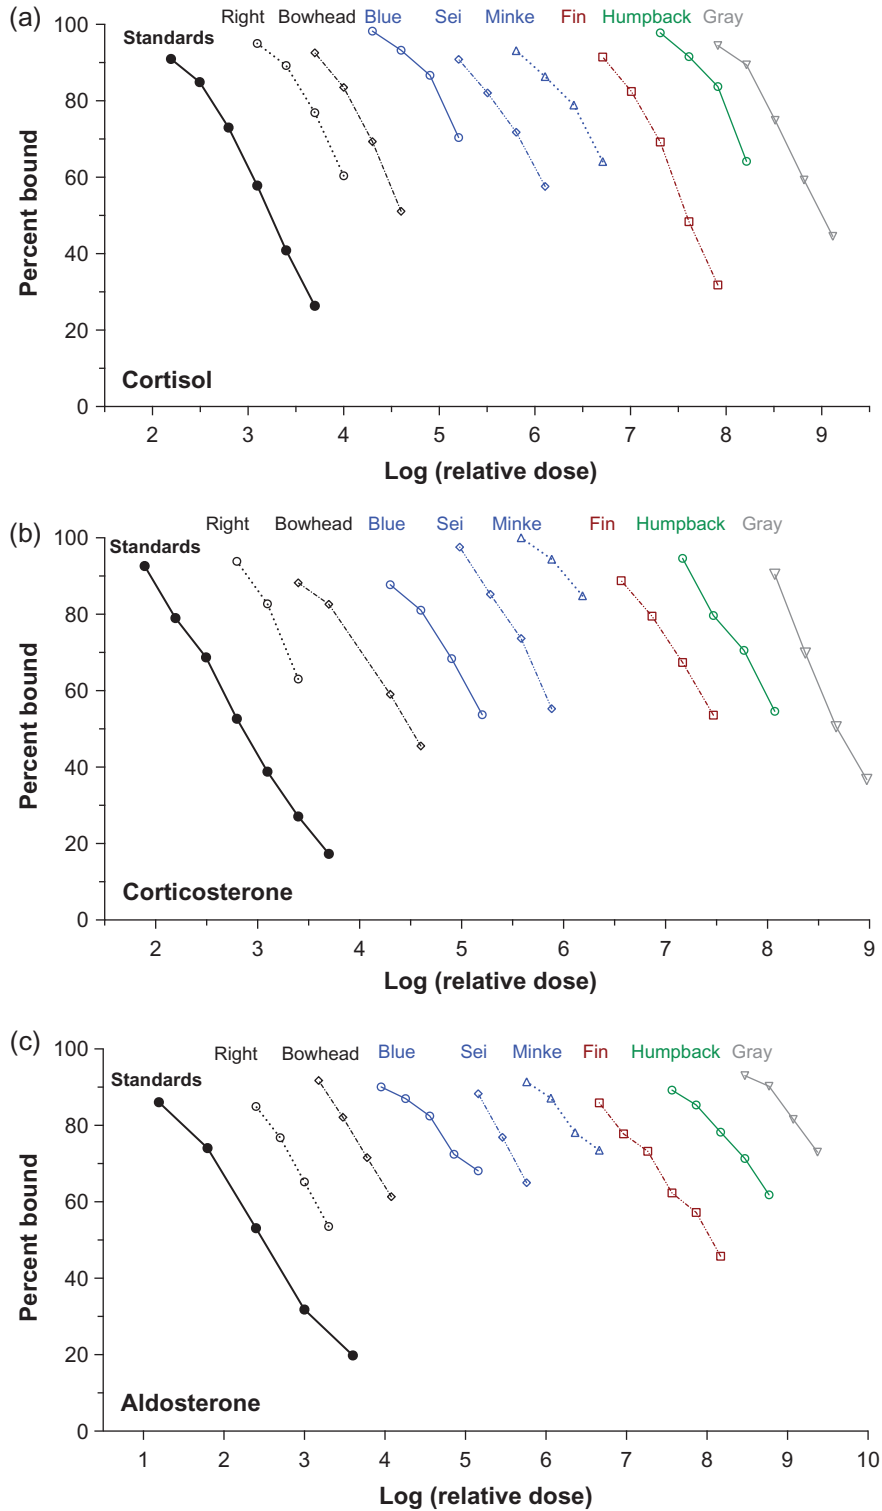 (a)
Right Bowhead Blue Sei Minke Fin Humpback Gray
Standards
100
80
60
40
20
0
Percent bound
Cortisol
2 3 4 5 6 7 8 9
Log (relative dose)
(b)
Right Bowhead Blue Sei Minke Fin Humpback Gray
Standards
100
80
60
40
20
0
Percent bound
Corticosterone
2 3 4 5 6 7 8 9
Log (relative dose)
(c)
Right Bowhead Blue Sei Minke Fin Humpback Gray
Standards
100
80
60
40
20
0
Percent bound
Aldosterone
1 2 3 4 5 6 7 8 9 10
Log (relative dose)